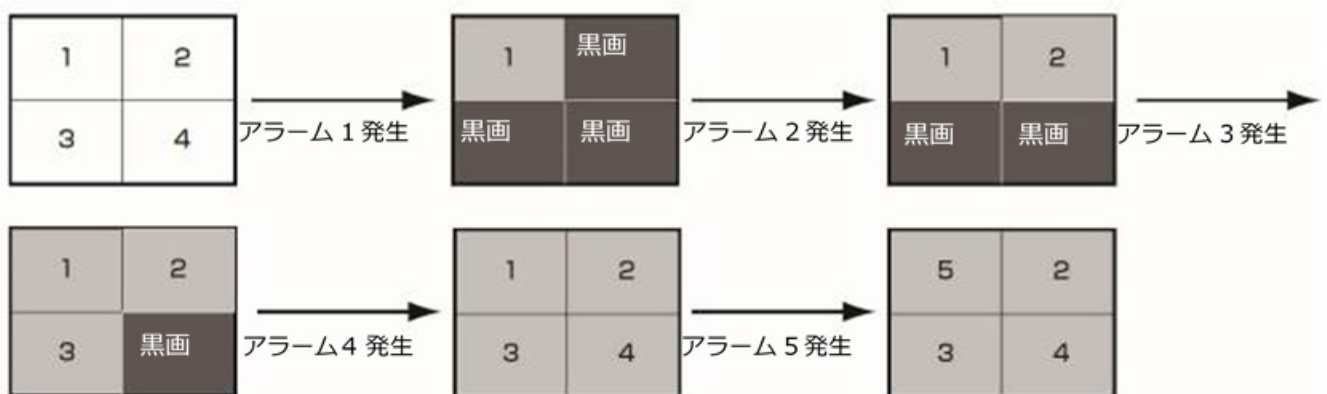 1 2 1 黒画 1 2
3 4 アラーム 1 発生 黒画 黒画 アラーム 2 発生 黒画 黒画 アラーム 3 発生
1 2 1 2 5 2
3 黒画 アラーム4 発生 3 4 アラーム 5 発生 3 4